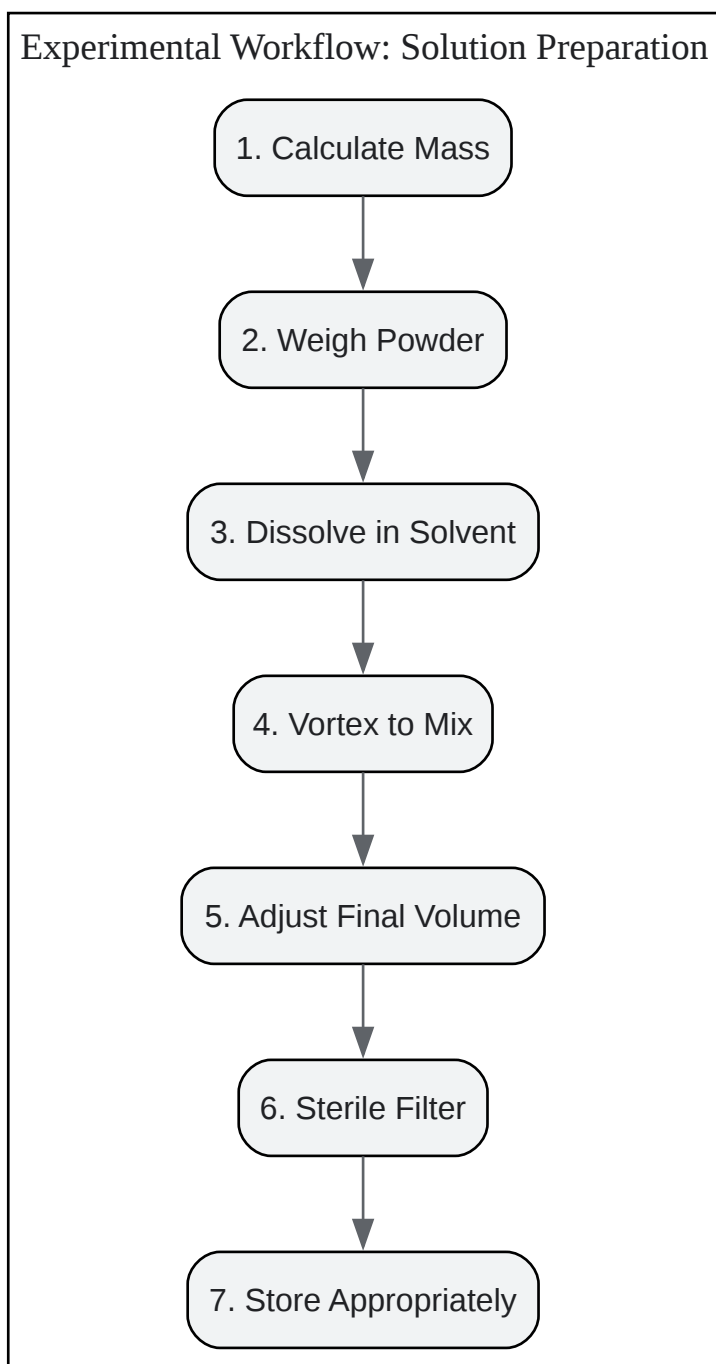 Experimental Workflow: Solution Preparation
1. Calculate Mass
2. Weigh Powder
3. Dissolve in Solvent
4. Vortex to Mix
5. Adjust Final Volume
6. Sterile Filter
7. Store Appropriately